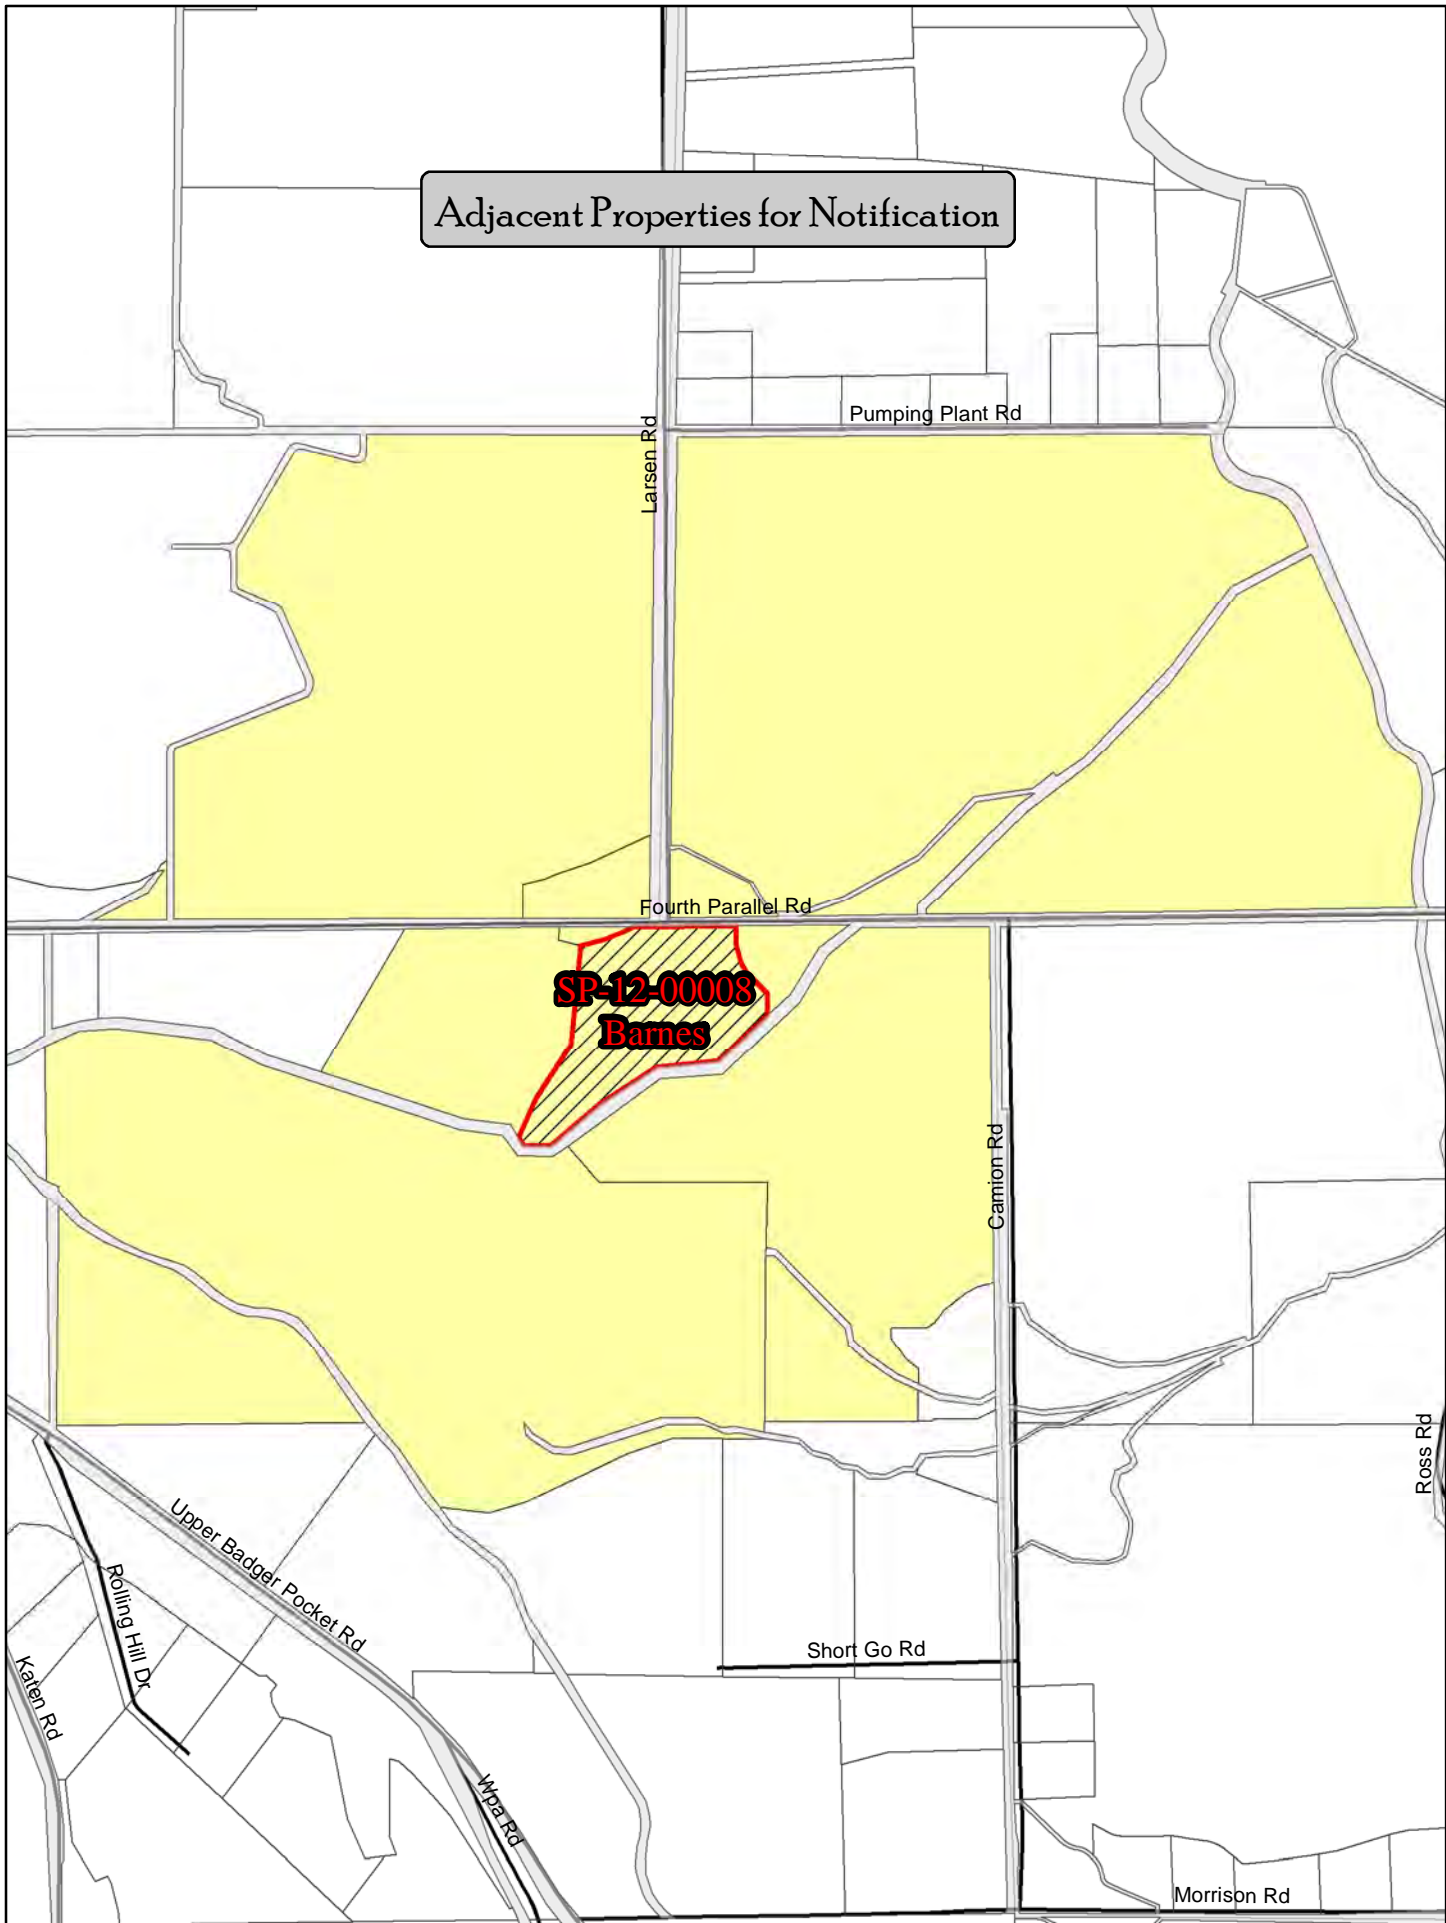 Adjacent Properties for Notification
Pumping Plant Rd
Larsen Rd
Fourth Parallel Rd
SP-12-00008
Barnes
Camion Rd
Ross Rd
Upper Badger Pocket Rd
Rolling Hill Dr
Short Go Rd
Katen Rd
Wpa Rd
Morrison Rd